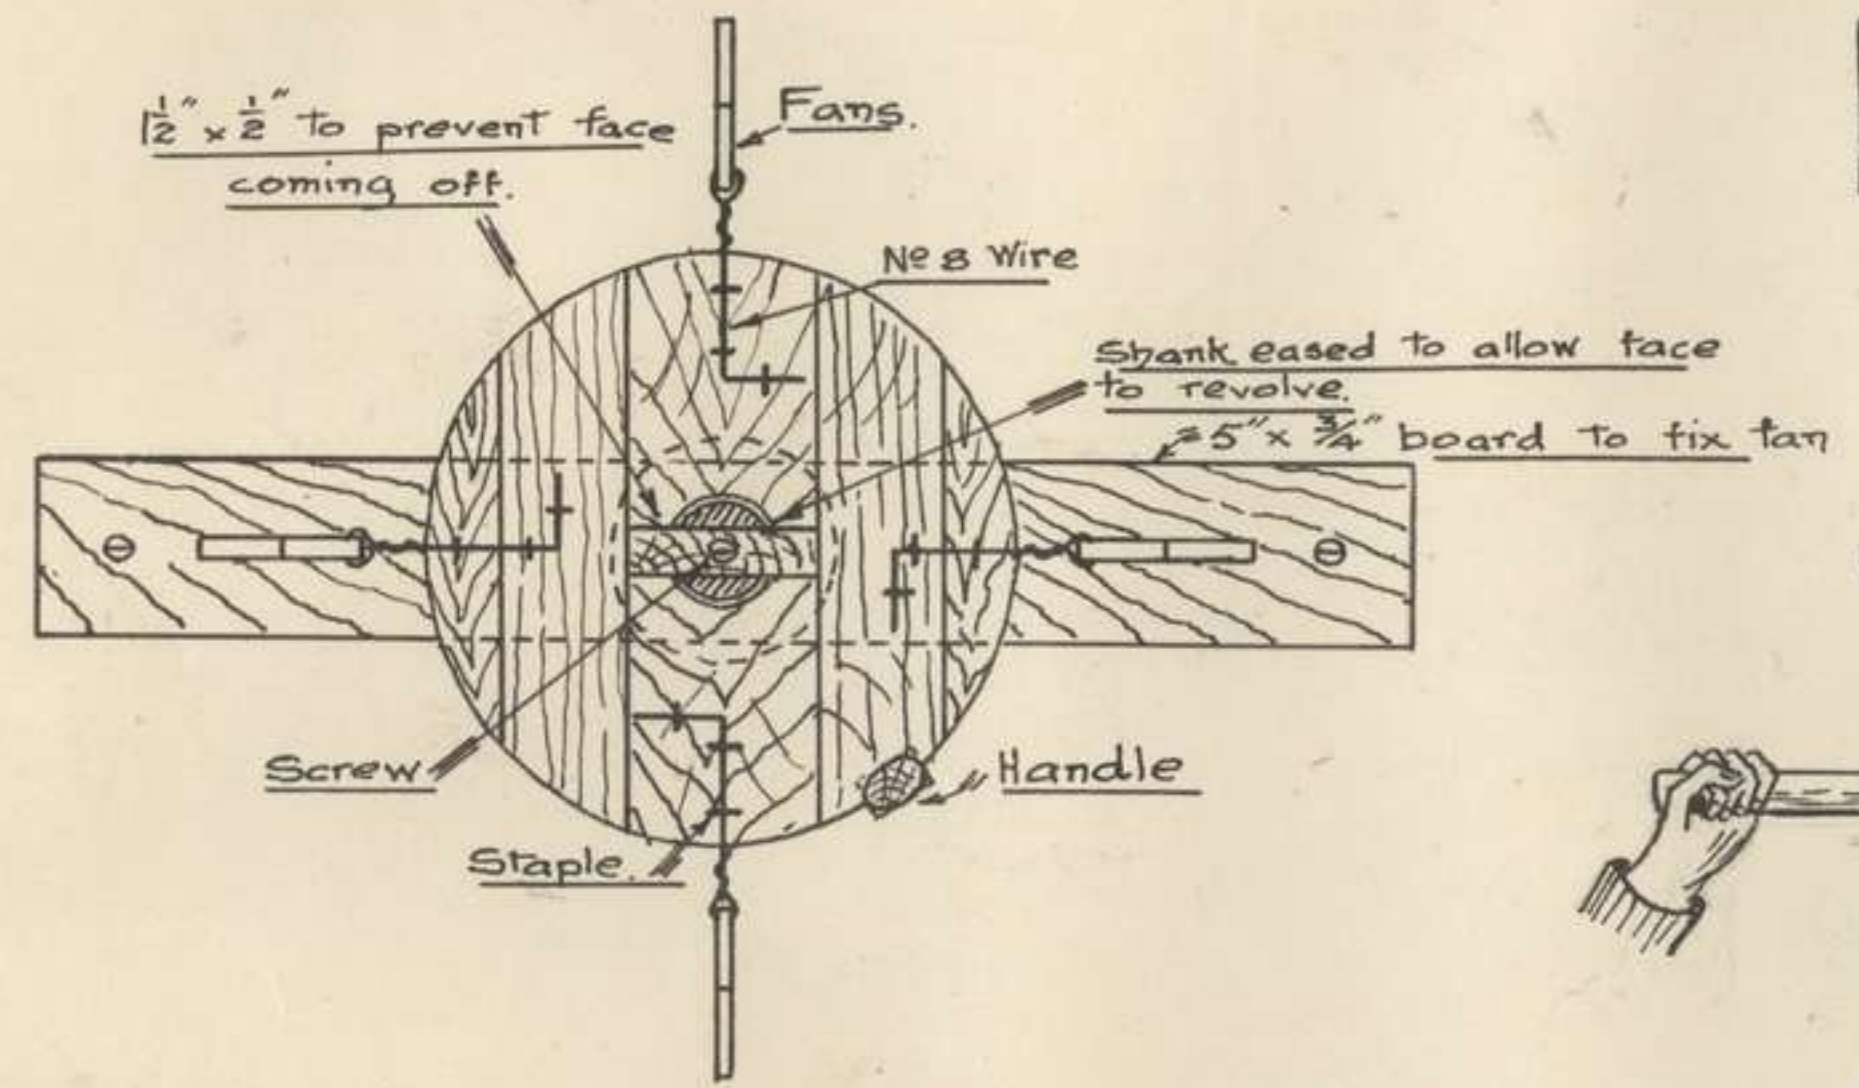 1½" x ½" to prevent face
coming off.
Fans.
No 8 Wire
Shank eased to allow face
to revolve.
5" x ¾" board to fix fan
Screw
Handle
Staple.